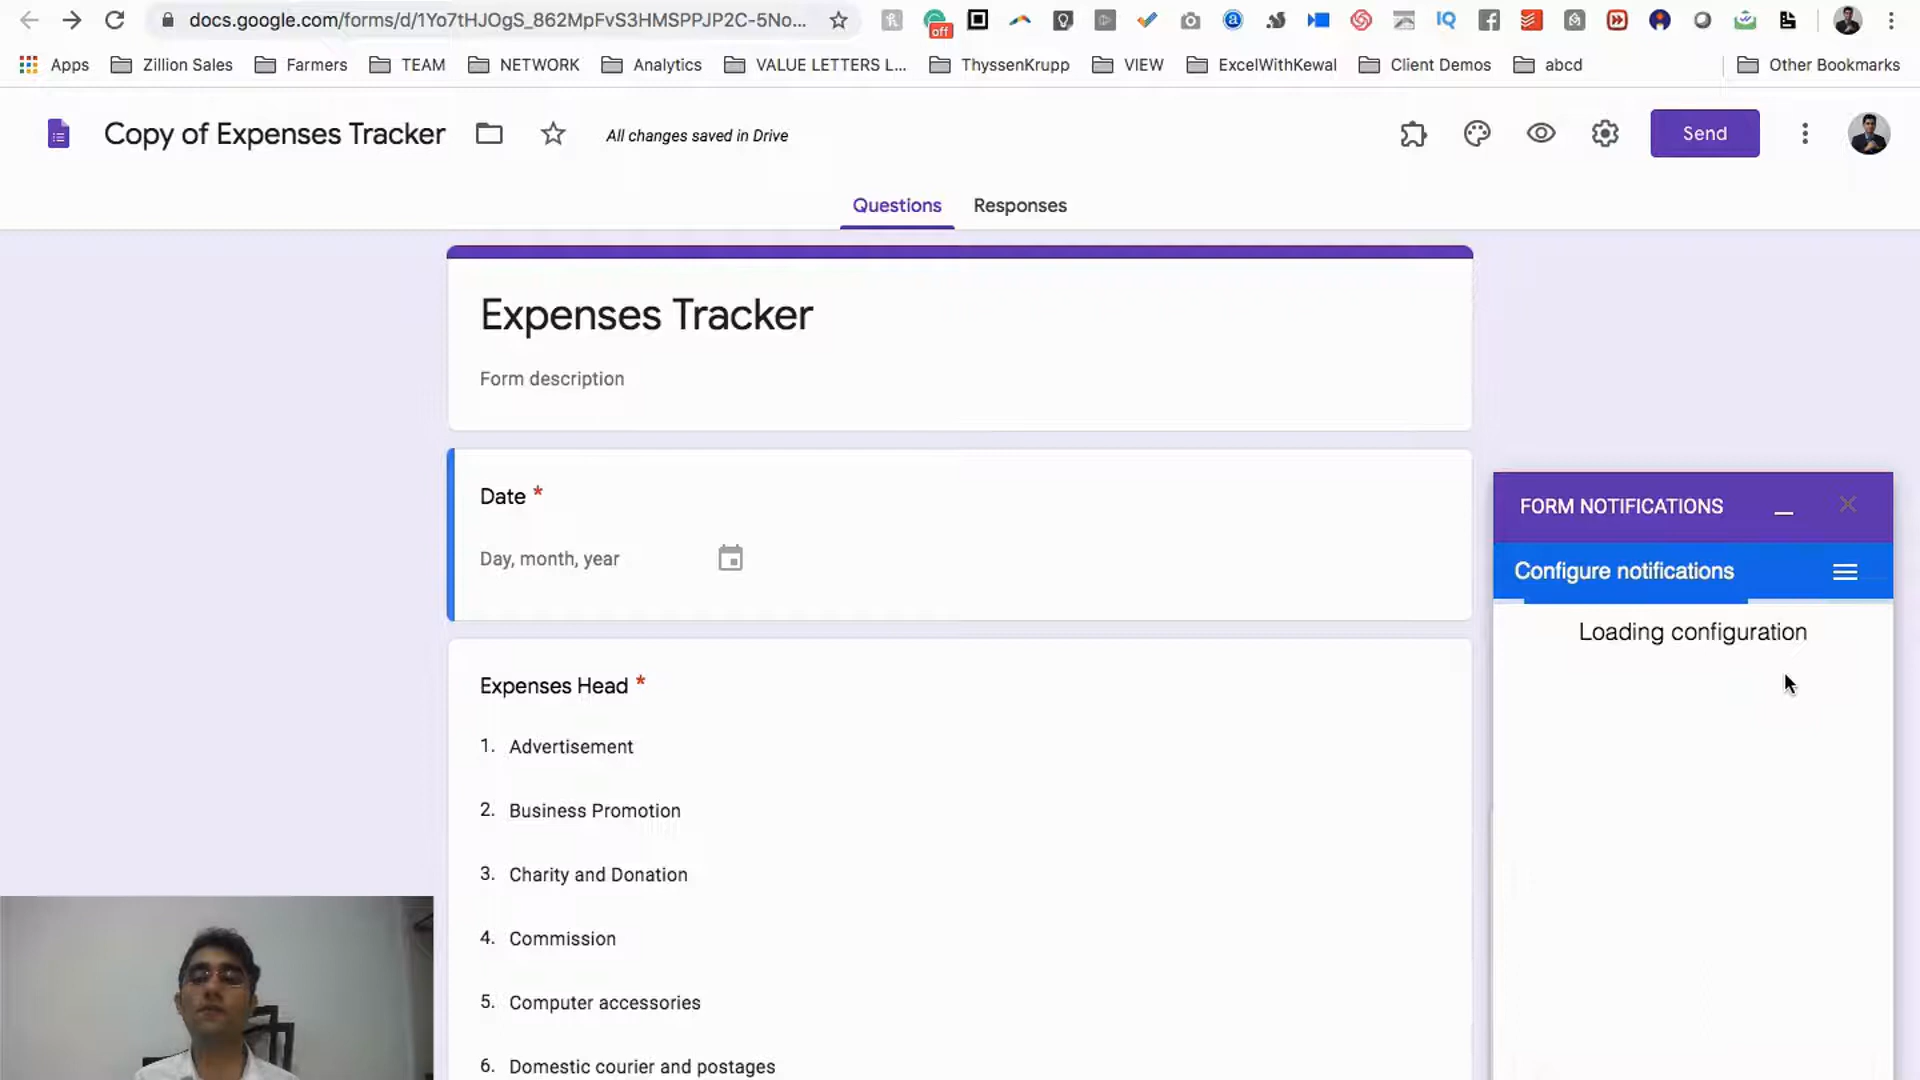 docs.google.com/forms/d/1Yo7tHJOgS_862MpFvS3HMSPPJP2C-5No...
off
IQ
Apps
Zillion Sales
Farmers
TEAM
NETWORK
Analytics
VALUE LETTERS L...
ThyssenKrupp
VIEW
ExcelWithKewal
Client Demos
abcd
Other Bookmarks
Copy of Expenses Tracker
All changes saved in Drive
Send
Questions
Responses
Expenses Tracker
Form description
Date *
Day, month, year
FORM NOTIFICATIONS
Configure notifications
Loading configuration
Expenses Head *
1. Advertisement
2. Business Promotion
3. Charity and Donation
4. Commission
5. Computer accessories
6. Domestic courier and postages